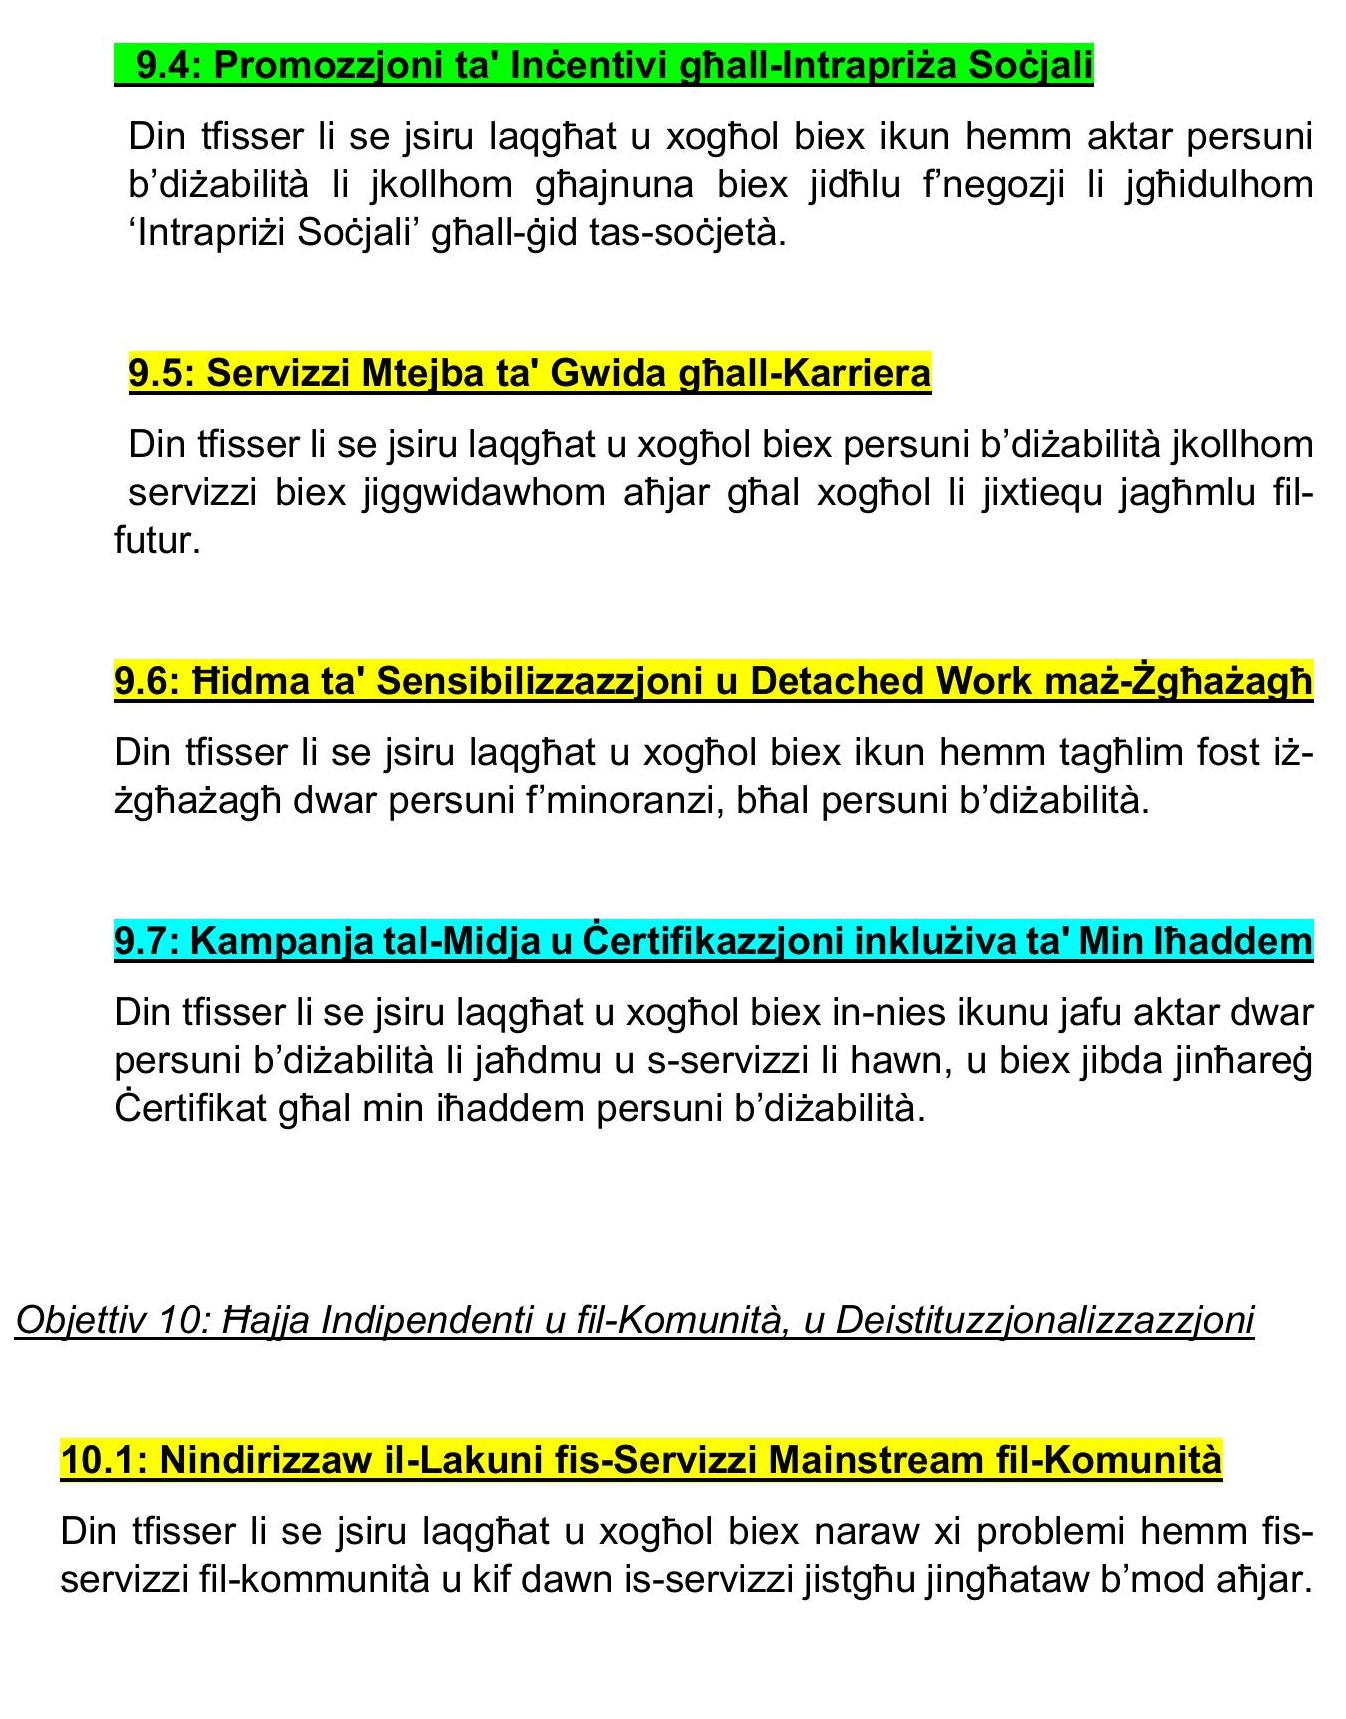 9.4: Promozzjoni ta' Inċentivi għall-Intrapriża Soċjali
Din tfisser li se jsiru laqgħat u xogħol biex ikun hemm aktar persuni
b’diżabilità li jkollhom għajnuna biex jidħlu f’negozji li jgħidulhom
‘Intrapriżi Soċjali’ għall-ġid tas-soċjetà.
9.5: Servizzi Mtejba ta' Gwida għall-Karriera
Din tfisser li se jsiru laqgħat u xogħol biex persuni b’diżabilità jkollhom
servizzi biex jiggwidawhom aħjar għal xogħol li jixtiequ jagħmlu fil-
futur.
9.6: Ħidma ta' Sensibilizzazzjoni u Detached Work maż-Żgħażagħ
Din tfisser li se jsiru laqgħat u xogħol biex ikun hemm tagħlim fost iż-
żgħażagħ dwar persuni f’minoranzi, bħal persuni b’diżabilità.
9.7: Kampanja tal-Midja u Ċertifikazzjoni inklużiva ta' Min Iħaddem
Din tfisser li se jsiru laqgħat u xogħol biex in-nies ikunu jafu aktar dwar
persuni b’diżabilità li jaħdmu u s-servizzi li hawn, u biex jibda jinħareġ
Ċertifikat għal min iħaddem persuni b’diżabilità.
Objettiv 10: Ħajja Indipendenti u fil-Komunità, u Deistituzzjonalizzazzjoni
10.1: Nindirizzaw il-Lakuni fis-Servizzi Mainstream fil-Komunità
Din tfisser li se jsiru laqgħat u xogħol biex naraw xi problemi hemm fis-
servizzi fil-kommunità u kif dawn is-servizzi jistgħu jingħataw b’mod aħjar.